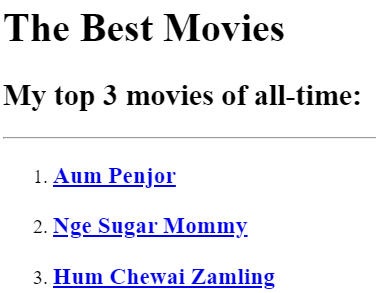 The Best Movies
My top 3 movies of all-time:
1. Aum Penjor
2. Nge Sugar Mommy
3. Hum Chewai Zamling